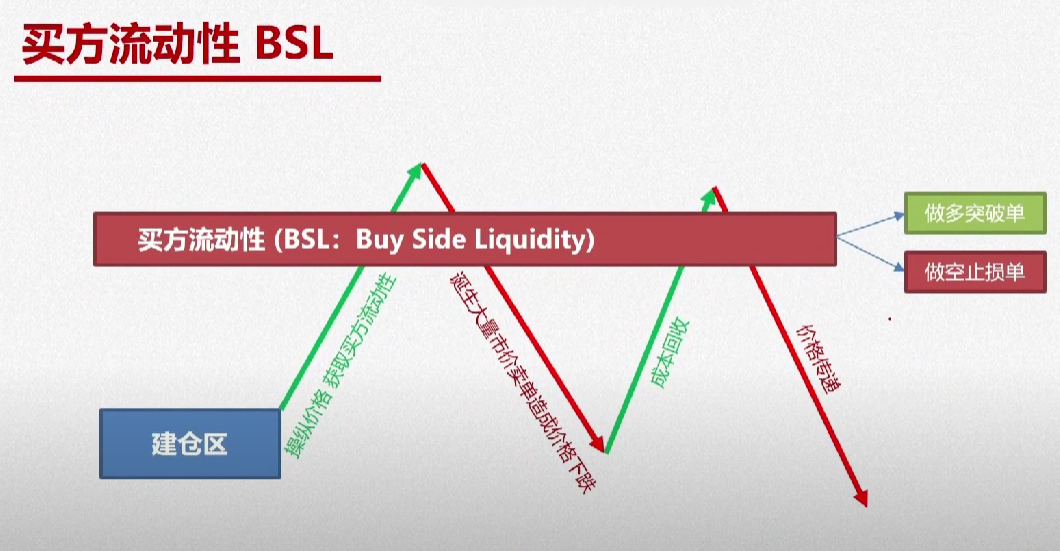 买方流动性 BSL
买方流动性 (BSL：Buy Side Liquidity)
做多突破单
做空止损单
建仓区
操纵价格 获取买方流动性
诞生大量市价卖单造成价格下跌
成本回收
价格传递